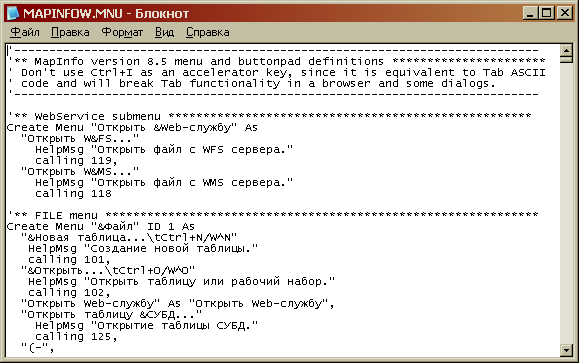 MAPINFOW.MNU - Блокнот
Файл Правка Формат Вид Справка
'--------------------------------------------------------------------------
'** MapInfo version 8.5 menu and buttonpad definitions **********************
' Don't use Ctrl+I as an accelerator key, since it is equivalent to Tab ASCII
' code and will break Tab functionality in a browser and some dialogs.
'--------------------------------------------------------------------------
'** WebService submenu ******************************************************
Create Menu "Открыть &Web-службу" As
"Открыть W&FS..."
HelpMsg "Открыть файл с WFS сервера."
calling 119,
"Открыть W&MS..."
HelpMsg "Открыть файл с WMS сервера."
calling 118
'** FILE menu **************************************************************
Create Menu "&Файл" ID 1 As
"&Новая таблица...\tCtrl+N/W^N"
HelpMsg "Создание новой таблицы."
calling 101,
"&Открыть...\tCtrl+O/W^O"
HelpMsg "Открыть таблицу или рабочий набор."
calling 102,
"Открыть Web-службу" As "Открыть Web-службу",
"Открыть таблицу &СУБД..."
HelpMsg "Открытие таблицы СУБД."
calling 125,
"(-",